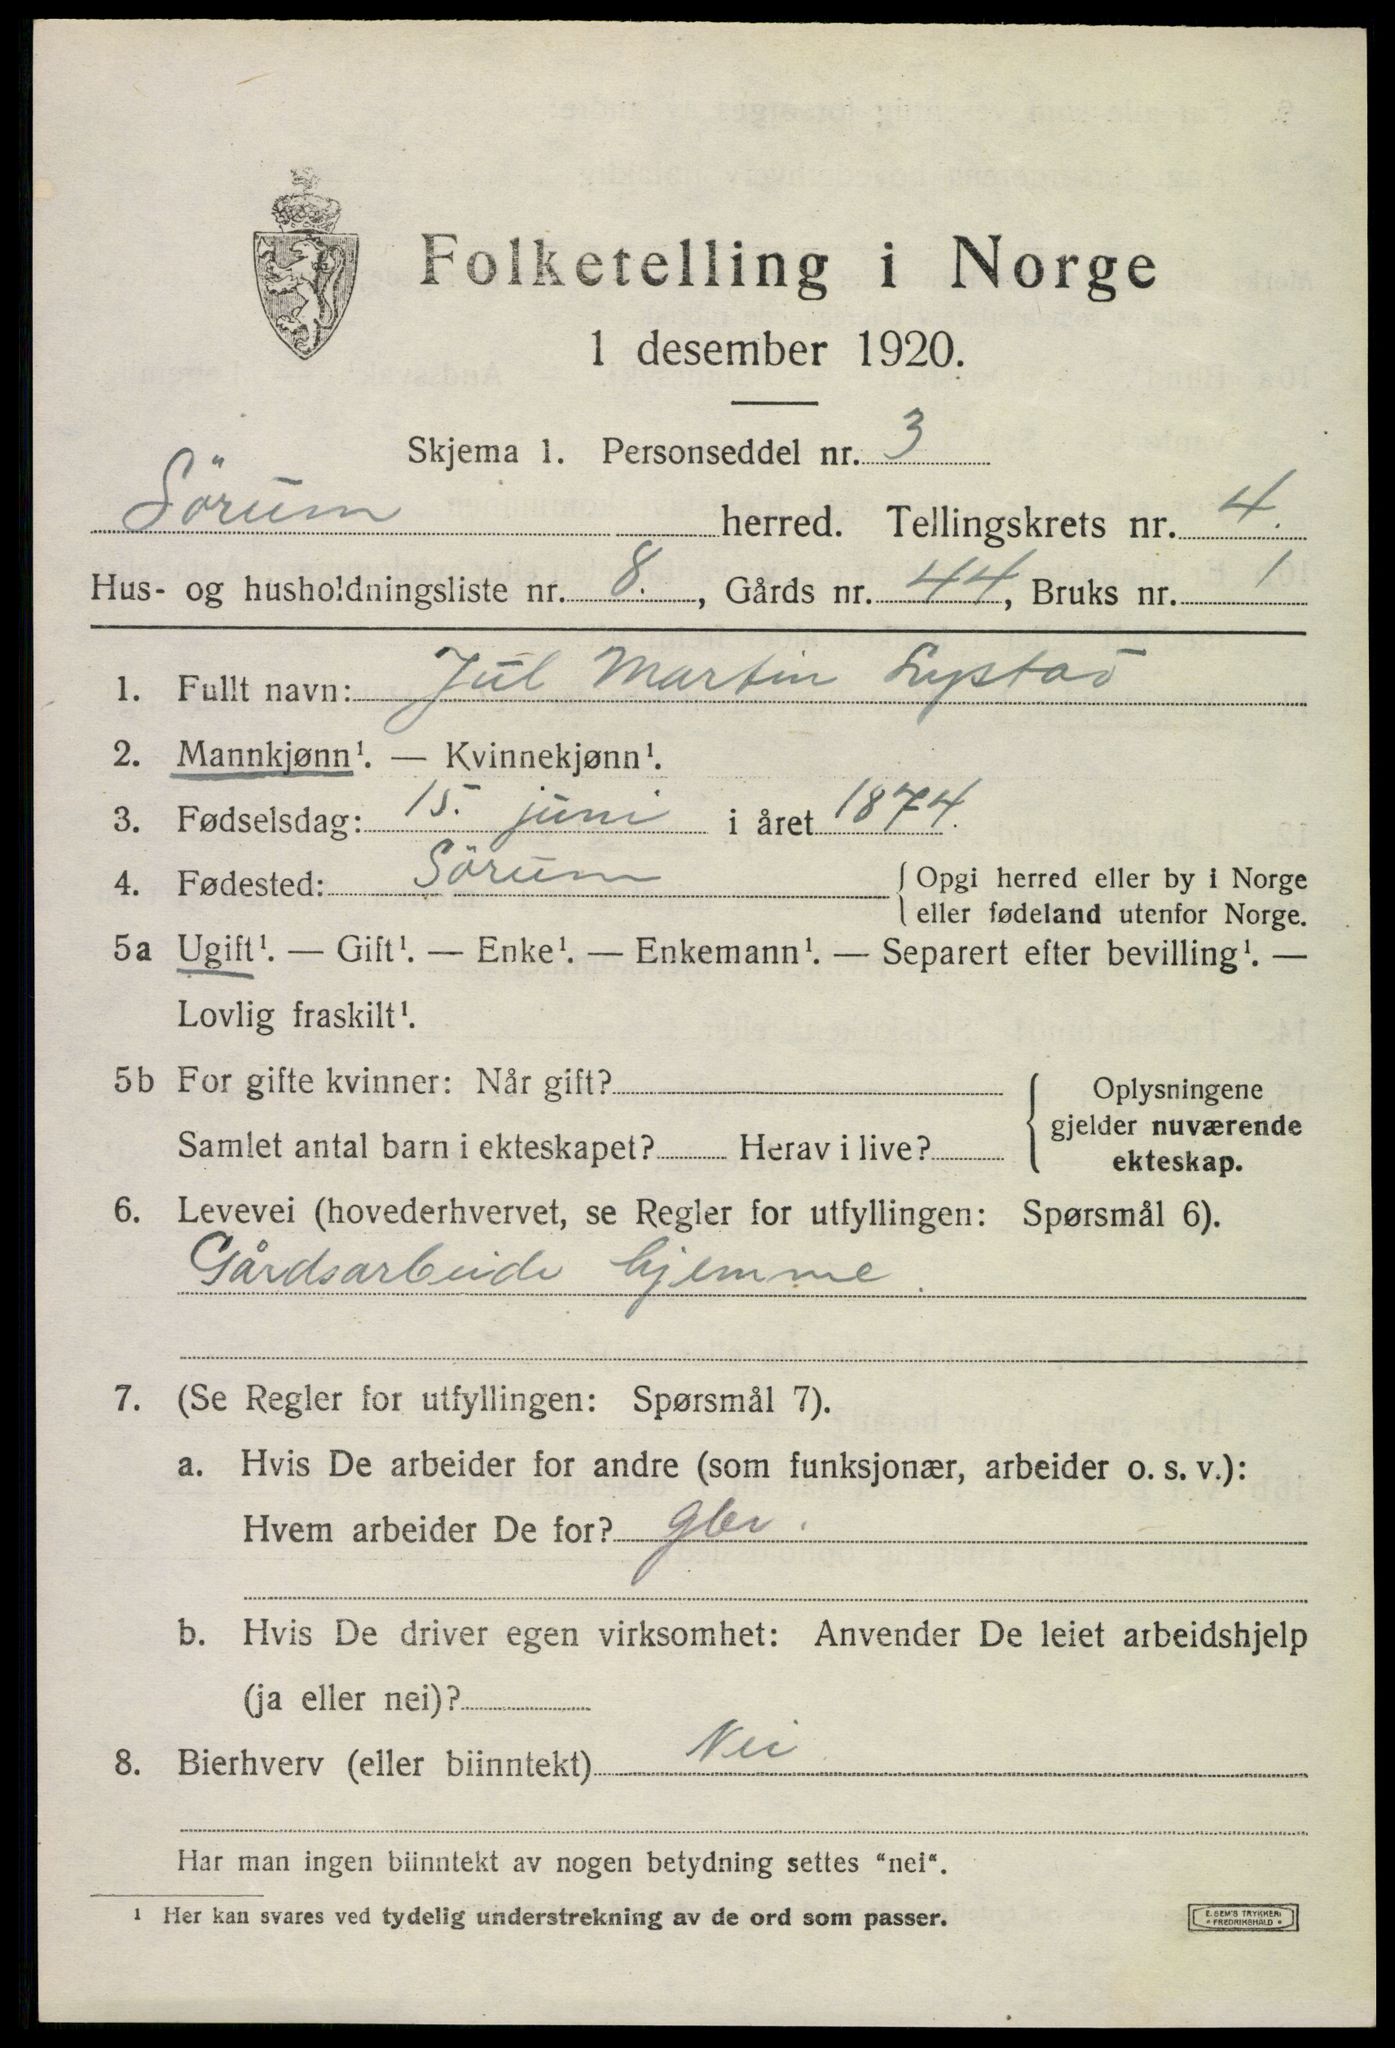 Folketelling i Norge
1 desember 1920.
Skjema 1. Personseddel nr. 3
Sörum herred. Tellingskrets nr. 4.
Hus- og husholdningsliste nr. 8., Gårds nr. 44, Bruks nr. 1
1. Fullt navn: Jul Martin Lystad
2. Mannkjønn¹. — Kvinnekjønn¹.
3. Fødselsdag: 15. juni i året 1874.
4. Fødested: Sörum { Opgi herred eller by i Norge
eller fødeland utenfor Norge.
5a Ugift¹. — Gift¹. — Enke¹. — Enkemann¹. — Separert efter bevilling¹. —
Lovlig fraskilt¹.
5b For gifte kvinner: Når gift?
Samlet antal barn i ekteskapet? Herav i live?
{ Oplysningene
gjelder nuværende
ekteskap.
6. Levevei (hovederhvervet, se Regler for utfyllingen: Spørsmål 6).
Gårdsarbeide hjemme.
7. (Se Regler for utfyllingen: Spørsmål 7).
a. Hvis De arbeider for andre (som funksjonær, arbeider o. s. v.):
Hvem arbeider De for? gbr.
b. Hvis De driver egen virksomhet: Anvender De leiet arbeidshjelp
(ja eller nei)?
8. Bierhverv (eller biinntekt) Nei
Har man ingen biinntekt av nogen betydning settes "nei".
¹ Her kan svares ved tydelig understrekning av de ord som passer.
E. SEM'S TRYKKERI
• FREDRIKSHALD •